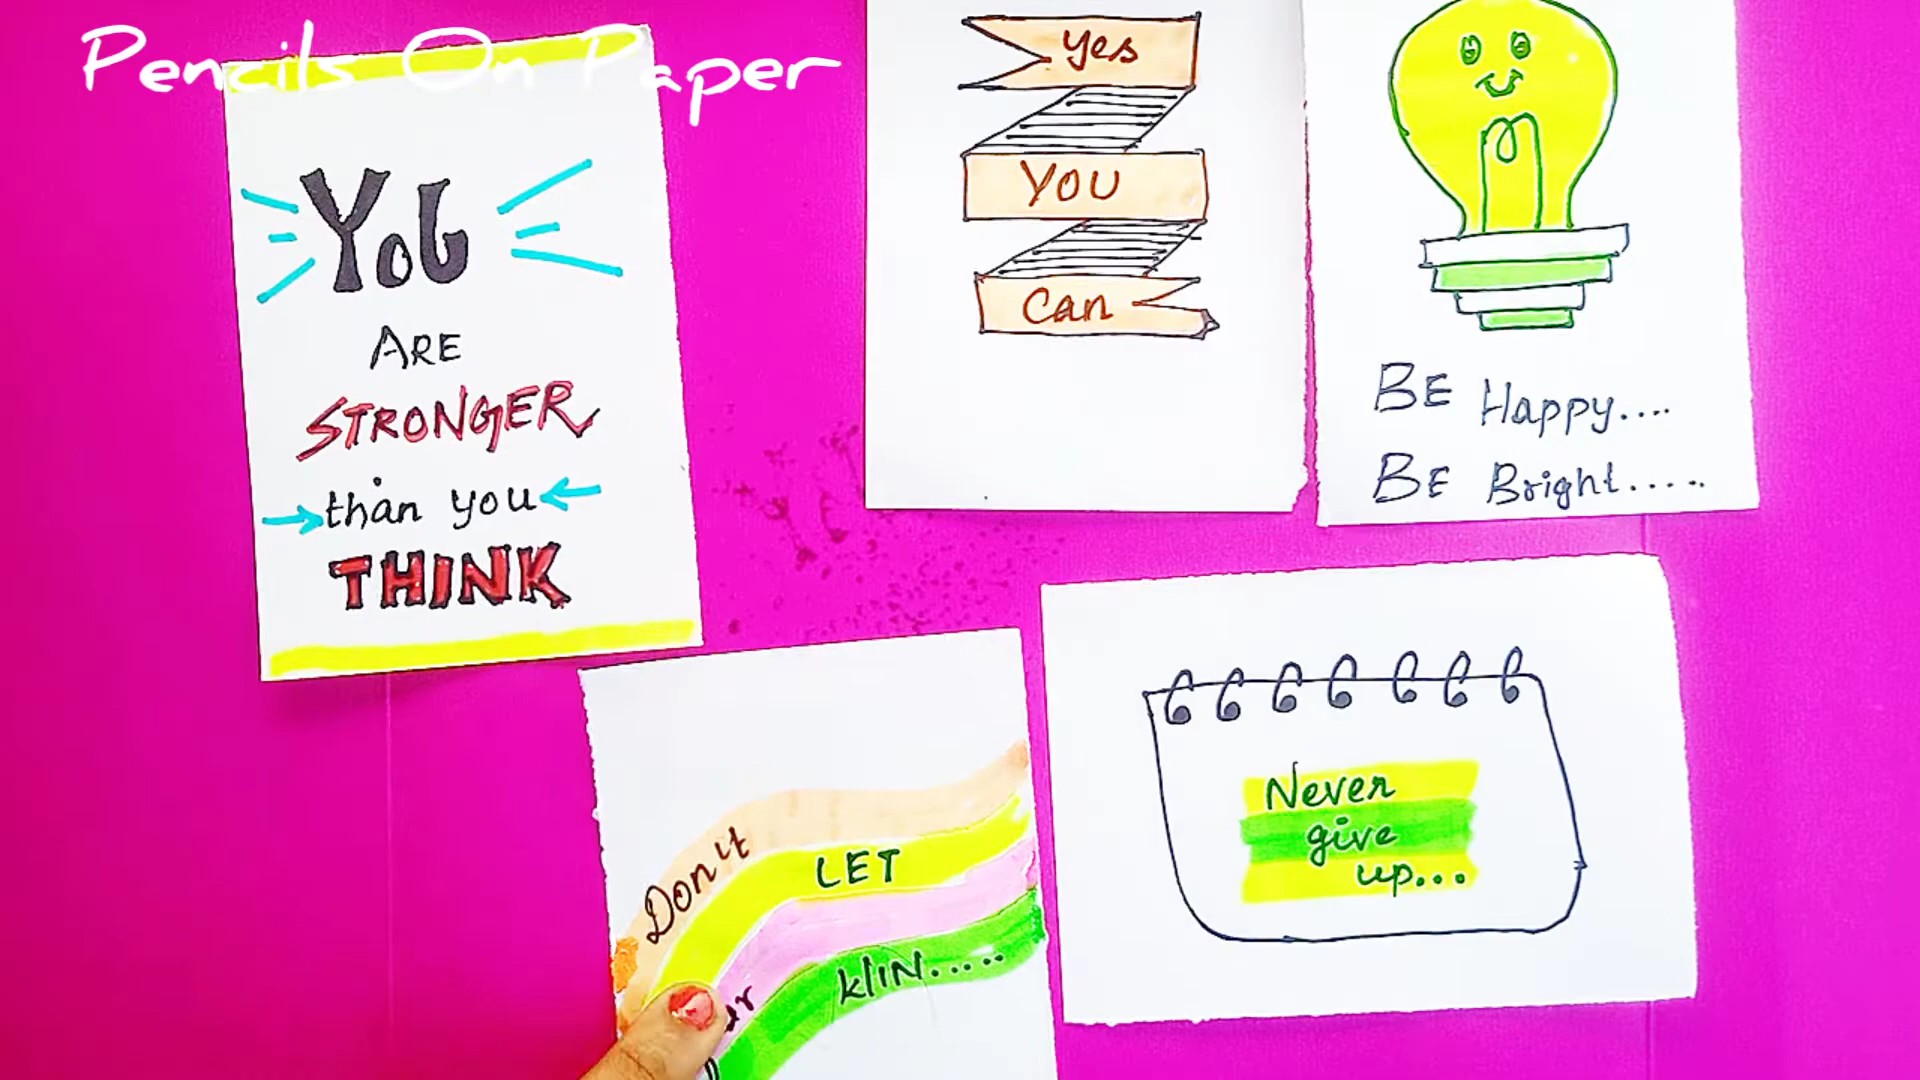 Pencils On Paper
YOU
ARE
STRONGER
than you
THINK
Yes
YOU
Can
BE Happy....
BE Bright.....
Don't
LET
WIN.....
Never
give
up...